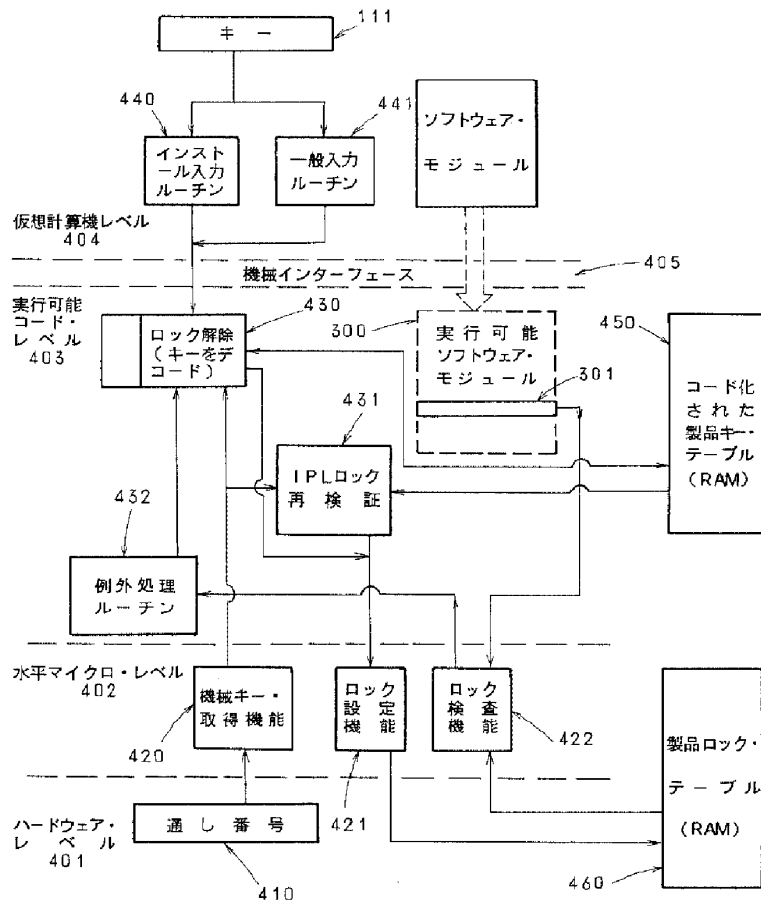 キー
111
440
441
インスト
ール入力
ルーチン
一般入力
ルーチン
ソフトウェア・
モジュール
仮想計算機レベル
404
機械インターフェース
405
実行可能
コード・
レベル
403
430
ロック解除
(キーをデ
コード)
300
実行可能
ソフトウェア・
モジュール
301
450
コード化
された
製品キー・
テーブル
(RAM)
431
IPLロック
再検証
432
例外処理
ルーチン
水平マイクロ・レベル
402
420
機械キー・
取得機能
ロック
設定
機能
421
ロック
検査
機能
422
製品ロック・
テーブル
(RAM)
460
ハードウェア・
レベル
401
通し番号
410